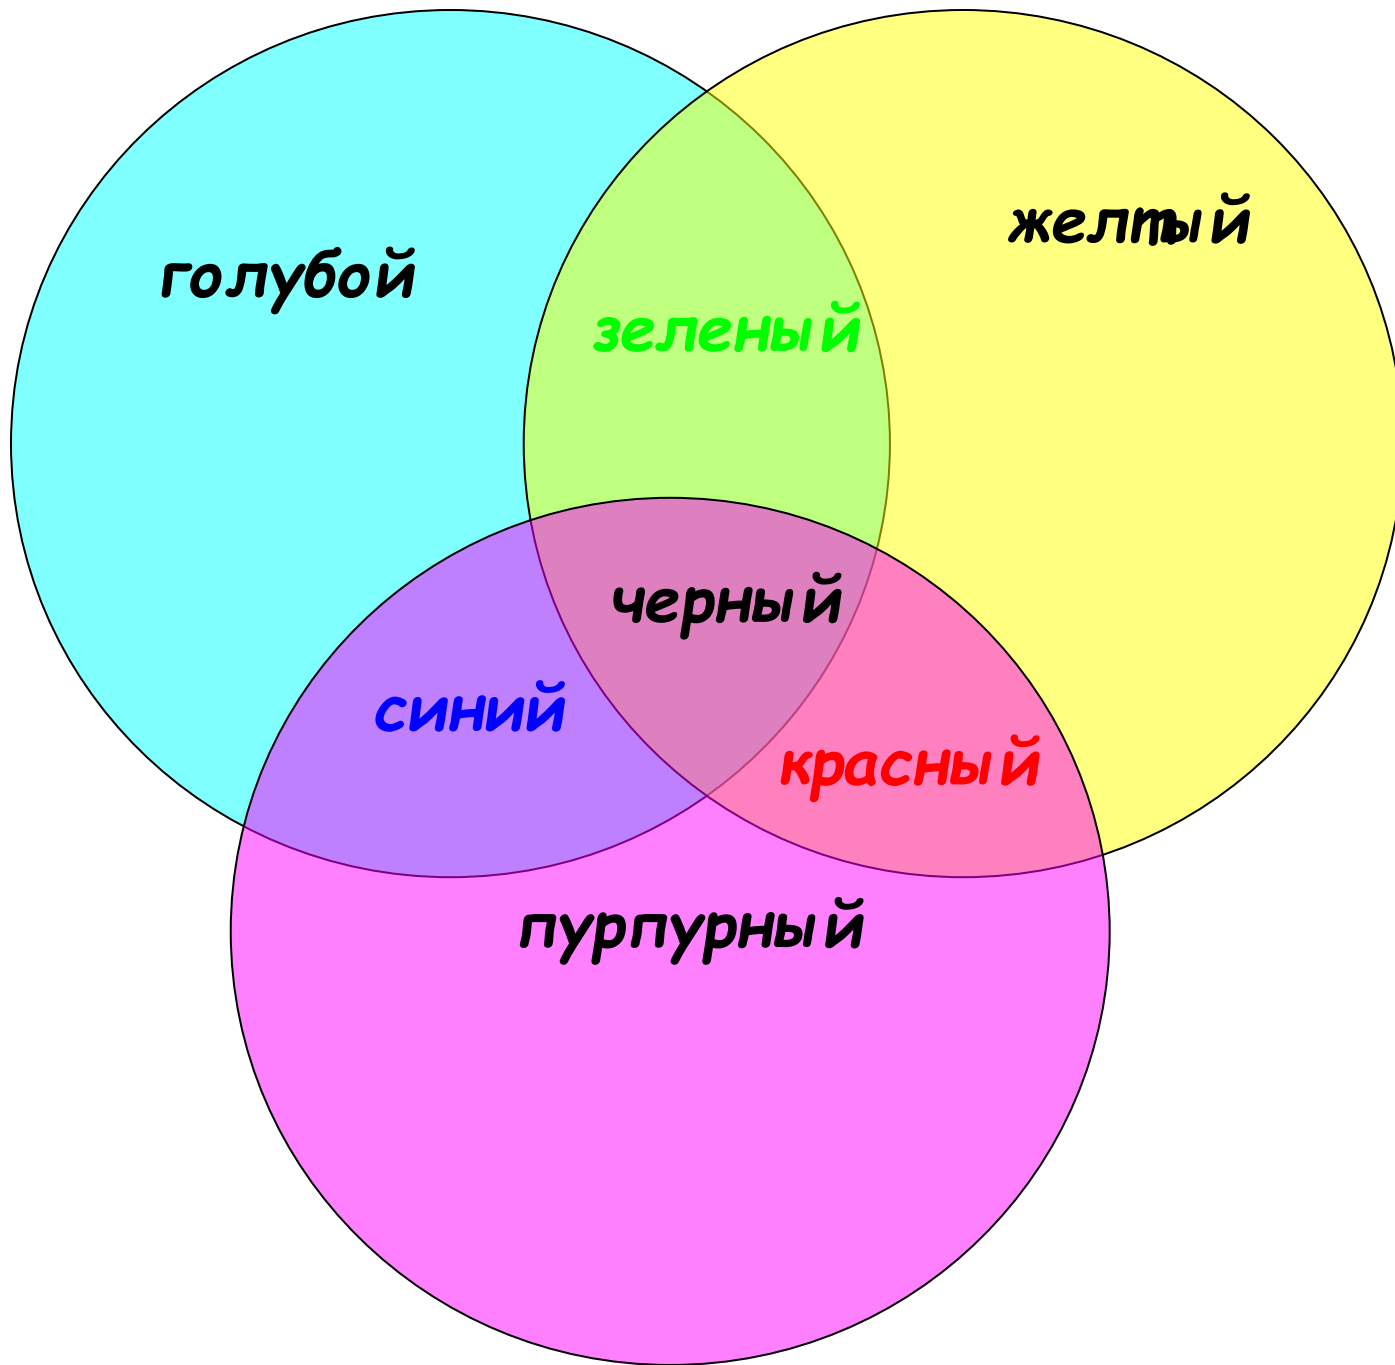 желтый
голубой
зеленый
черный
синий
красный
пурпурный